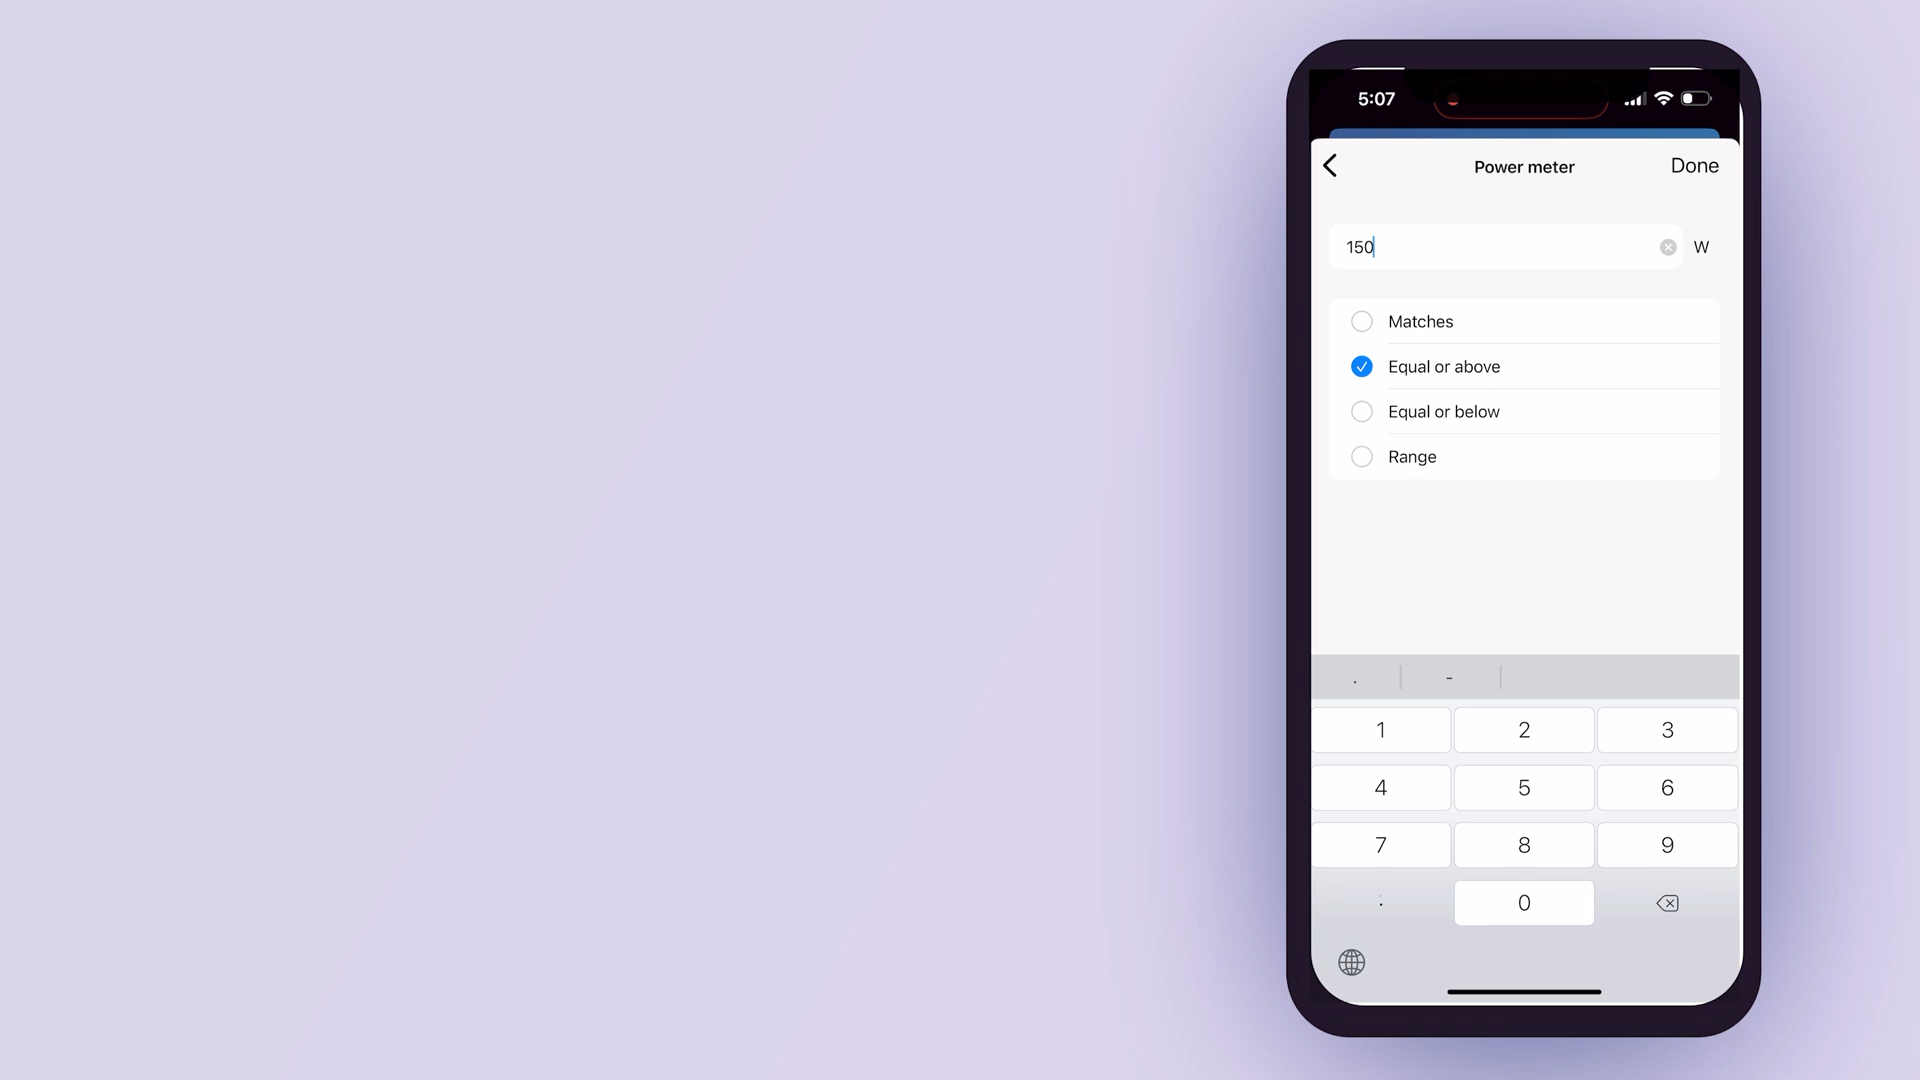 5:07
Power meter
Done
150
W
Matches
Equal or above
Equal or below
Range
. -
1 2 3
4 5 6
7 8 9
. 0